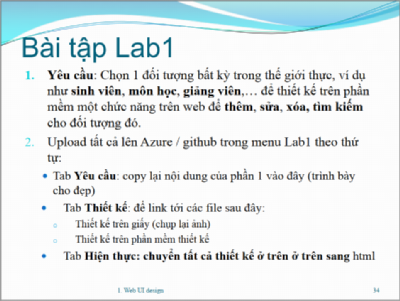 Bài tập Lab1
1. Yêu cầu: Chọn 1 đối tượng bất kỳ trong thế giới thực, ví dụ
như sinh viên, môn học, giảng viên,… để thiết kế trên phần
mềm một chức năng trên web để thêm, sửa, xóa, tìm kiếm
cho đối tượng đó.
2. Upload tất cả lên Azure / github trong menu Lab1 theo thứ
tự:
• Tab Yêu cầu: copy lại nội dung của phần 1 vào đây (trình bày
cho đẹp)
• Tab Thiết kế: để link tới các file sau đây:
o Thiết kế trên giấy (chụp lại ảnh)
o Thiết kế trên phần mềm thiết kế
• Tab Hiện thực: chuyển tất cả thiết kế ở trên ở trên sang html
1 Web UI design 34